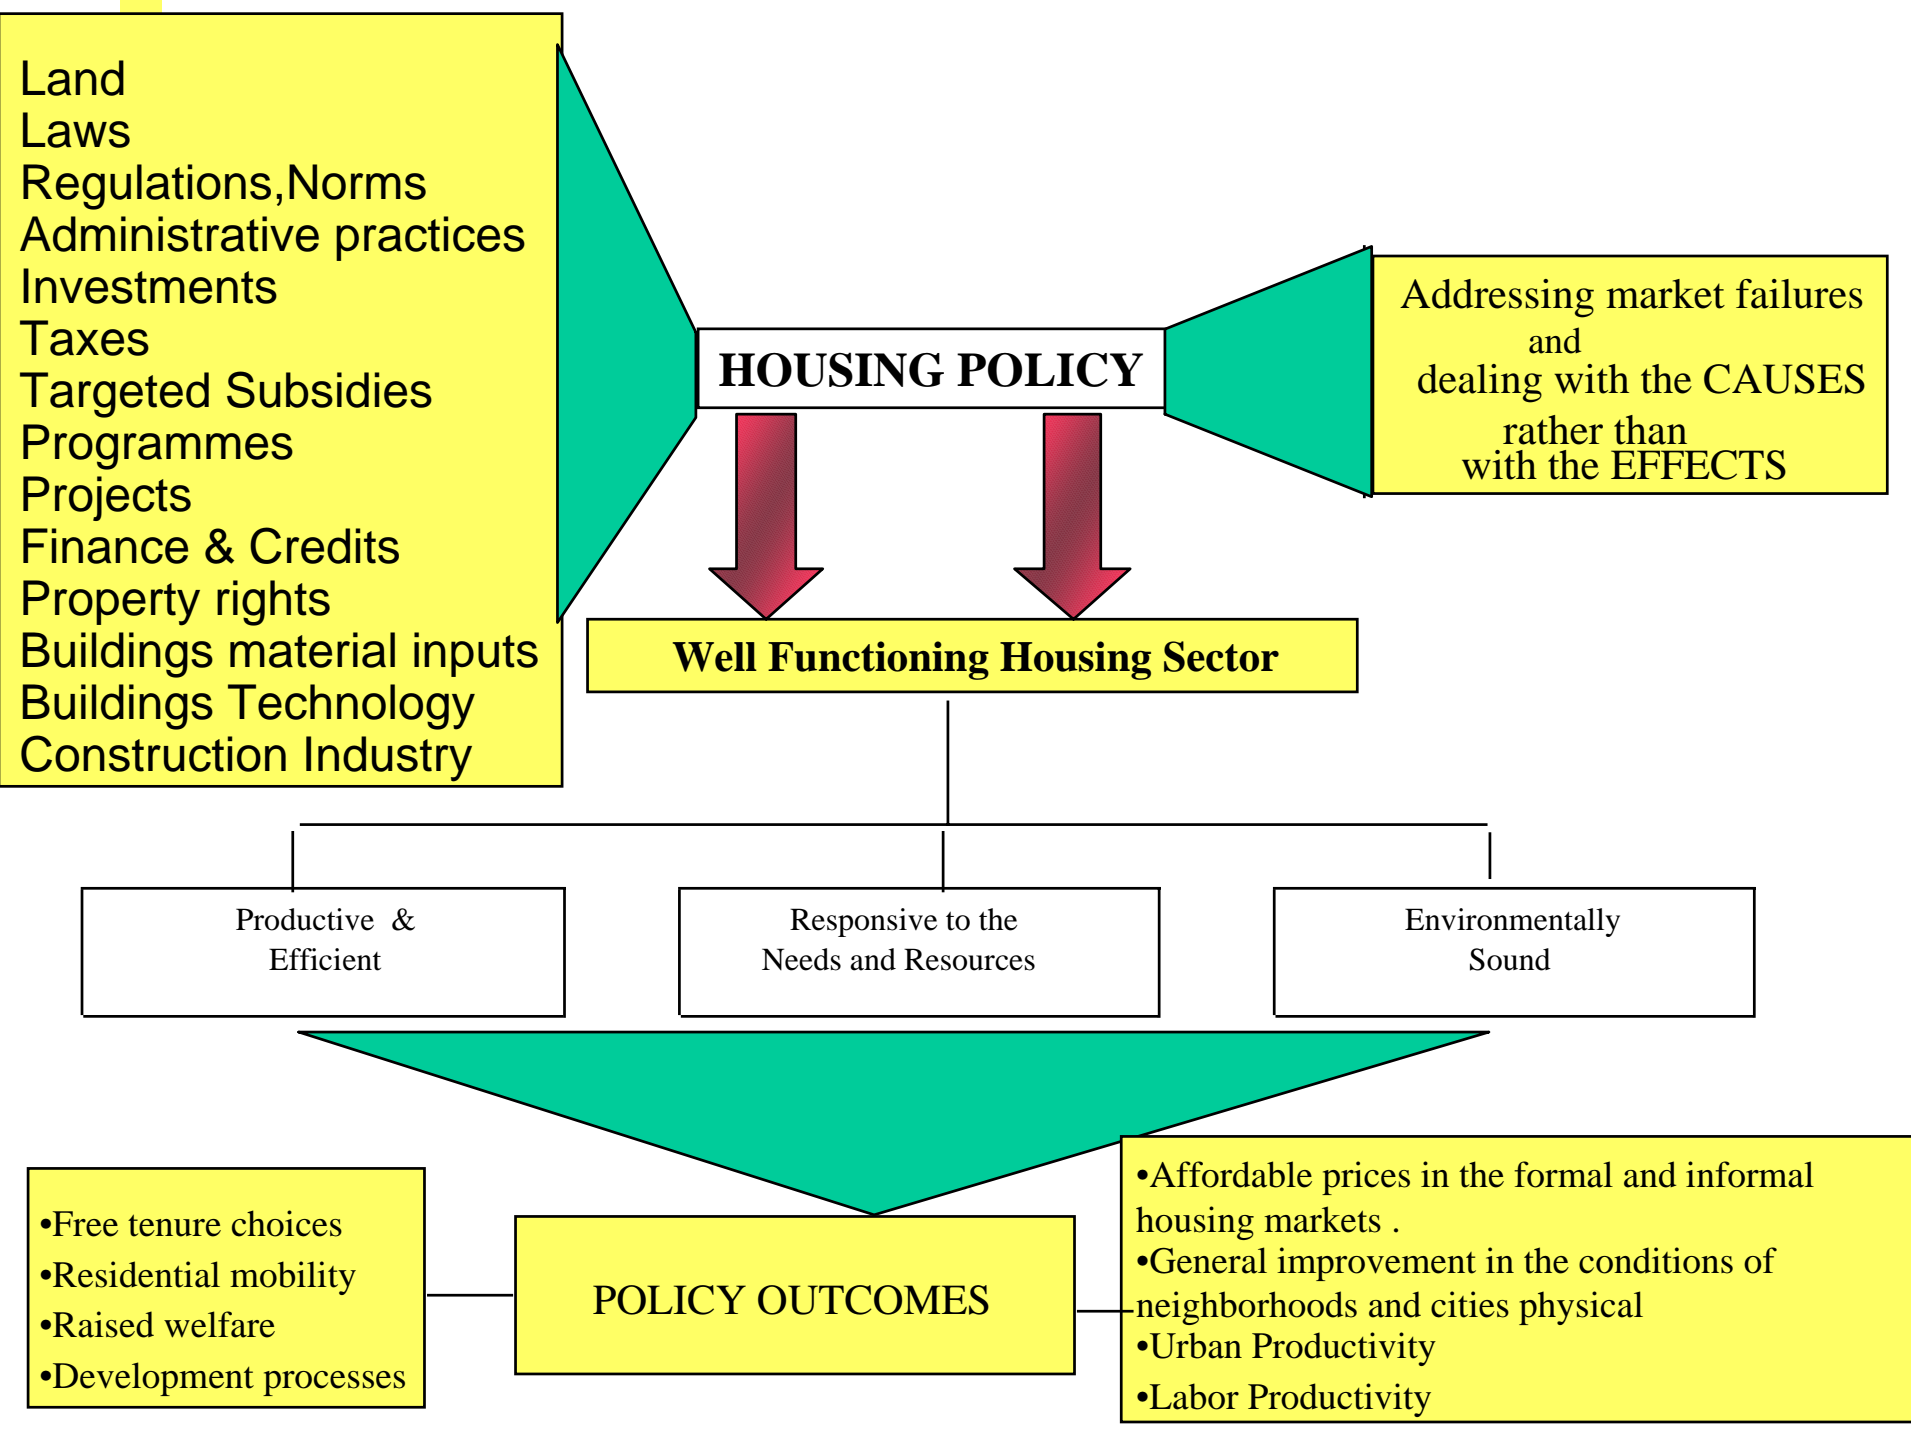 Land
Laws
Regulations,Norms
Administrative practices
Investments
Taxes
Targeted Subsidies
Programmes
Projects
Finance & Credits
Property rights
Buildings material inputs
Buildings Technology
Construction Industry
HOUSING POLICY
Addressing market failures
and
dealing with the CAUSES
rather than
with the EFFECTS
Well Functioning Housing Sector
Productive &
Efficient
Responsive to the
Needs and Resources
Environmentally
Sound
•Free tenure choices
•Residential mobility
•Raised welfare
•Development processes
POLICY OUTCOMES
•Affordable prices in the formal and informal
housing markets .
•General improvement in the conditions of
neighborhoods and cities physical
•Urban Productivity
•Labor Productivity